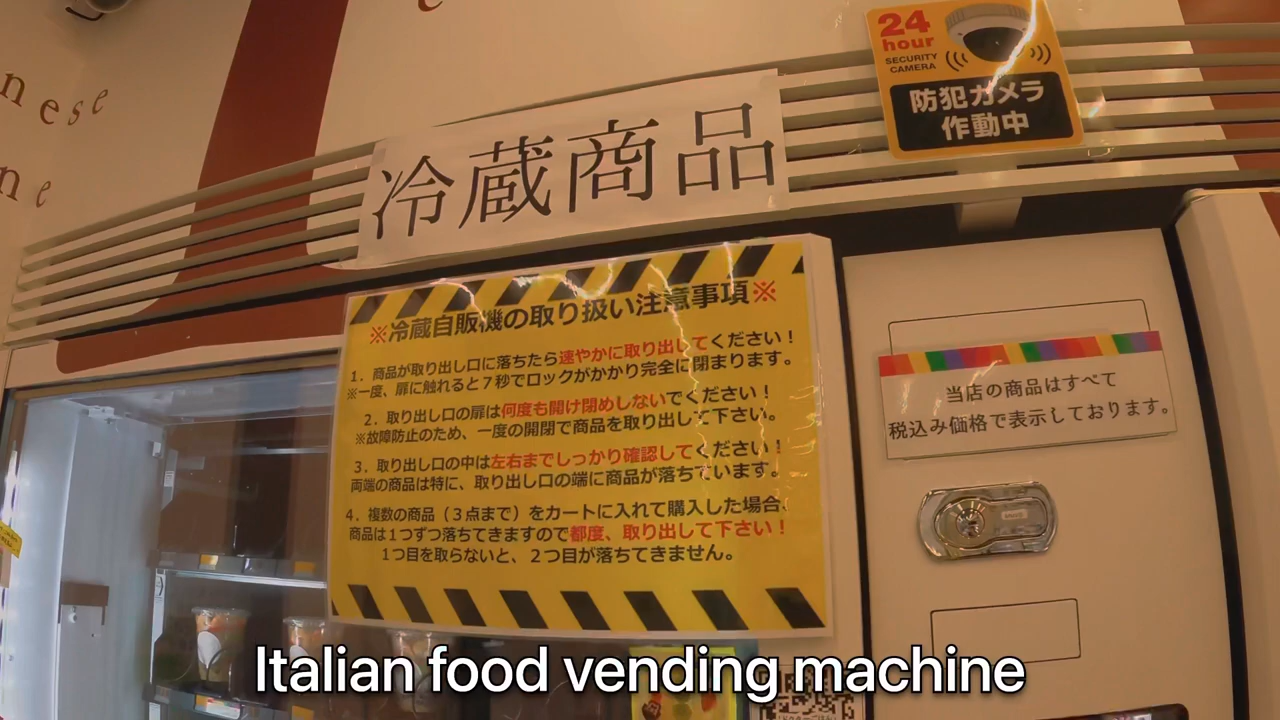 24
hour
SECURITY
CAMERA
防犯カメラ
作動中
nese
ne
冷蔵商品
※冷蔵自販機の取り扱い注意事項※
1．商品が取り出し口に落ちたら速やかに取り出してください！
※一度、扉に触れると７秒でロックがかかり完全に閉まります。
2．取り出し口の扉は何度も開け閉めしないでください！
※故障防止のため、一度の開閉で商品を取り出して下さい。
3．取り出し口の中は左右までしっかり確認してください！
両端の商品は特に、取り出し口の端に商品が落ちています。
4．複数の商品（３点まで）をカートに入れて購入した場合、
商品は１つずつ落ちてきますので都度、取り出して下さい！
１つ目を取らないと、２つ目が落ちてきません。
当店の商品はすべて
税込み価格で表示しております。
Italian food vending machine